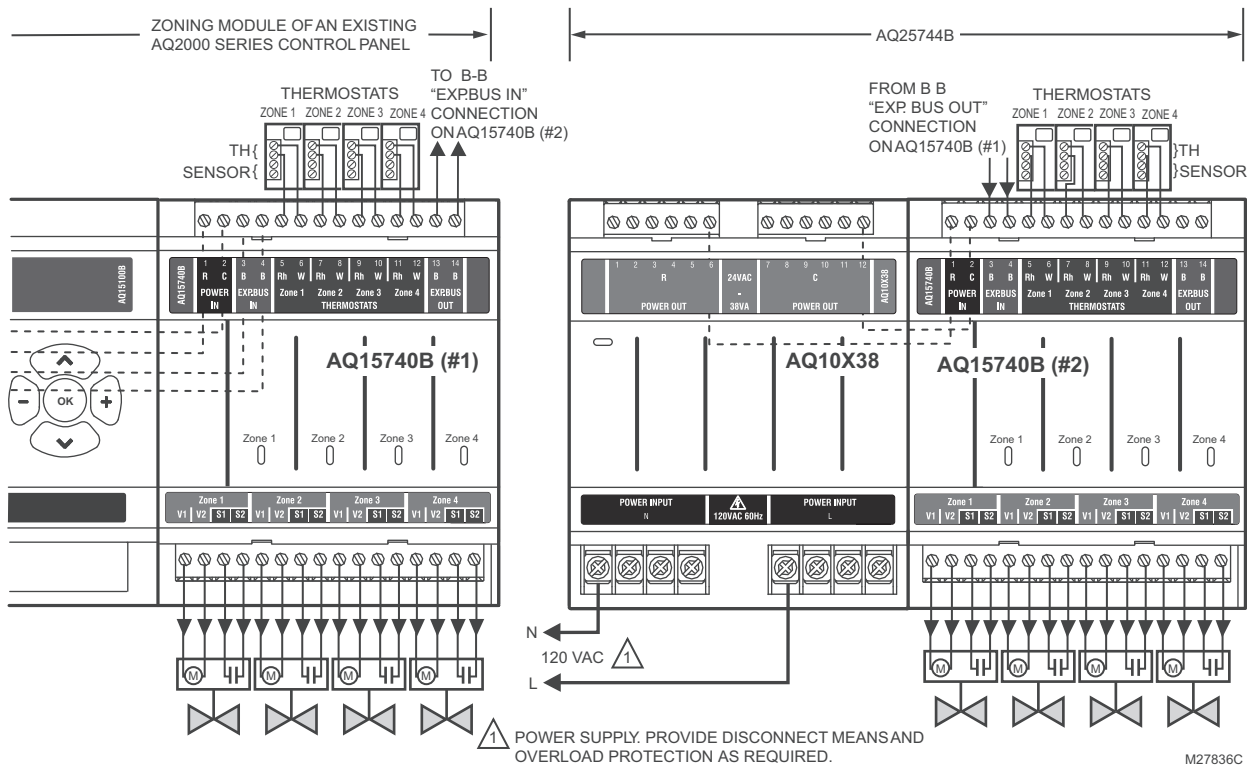 ZONING MODULE OF AN EXISTING
AQ2000 SERIES CONTROL PANEL
AQ25744B
THERMOSTATS
ZONE 1 ZONE 2 ZONE 3 ZONE 4
TH{
SENSOR{
TO B-B
“EXP.BUS IN”
CONNECTION
ON AQ15740B (#2)
FROM B B
“EXP. BUS OUT”
CONNECTION
ON AQ15740B (#1)
THERMOSTATS
ZONE 1 ZONE 2 ZONE 3 ZONE 4
}TH
}SENSOR
AQ15100B
AQ15740B
1 2 3 4 5 6 7 8 9 10 11 12 13 14
R C B B Rh W Rh W Rh W Rh W B B
POWER IN
EXP.BUS IN
Zone 1 Zone 2 Zone 3 Zone 4
THERMOSTATS
EXP.BUS OUT
1 2 3 4 5 6 7 8 9 10 11 12
R 24VAC C
- 
POWER OUT 38VA POWER OUT
AQ10X38
AQ15740B
1 2 3 4 5 6 7 8 9 10 11 12 13 14
R C B B Rh W Rh W Rh W Rh W B B
POWER IN
EXP.BUS IN
Zone 1 Zone 2 Zone 3 Zone 4
THERMOSTATS
EXP.BUS OUT
AQ15740B (#1)
AQ10X38
AQ15740B (#2)
- OK +
Zone 1 Zone 2 Zone 3 Zone 4
Zone 1 Zone 2 Zone 3 Zone 4
Zone 1 Zone 2 Zone 3 Zone 4
V1 V2 S1 S2 V1 V2 S1 S2 V1 V2 S1 S2 V1 V2 S1 S2
POWER INPUT POWER INPUT
N 120VAC 60Hz L
Zone 1 Zone 2 Zone 3 Zone 4
V1 V2 S1 S2 V1 V2 S1 S2 V1 V2 S1 S2 V1 V2 S1 S2
N
120 VAC 1
L
M M M M
M M M M
1 POWER SUPPLY. PROVIDE DISCONNECT MEANS AND
OVERLOAD PROTECTION AS REQUIRED.
M27836C